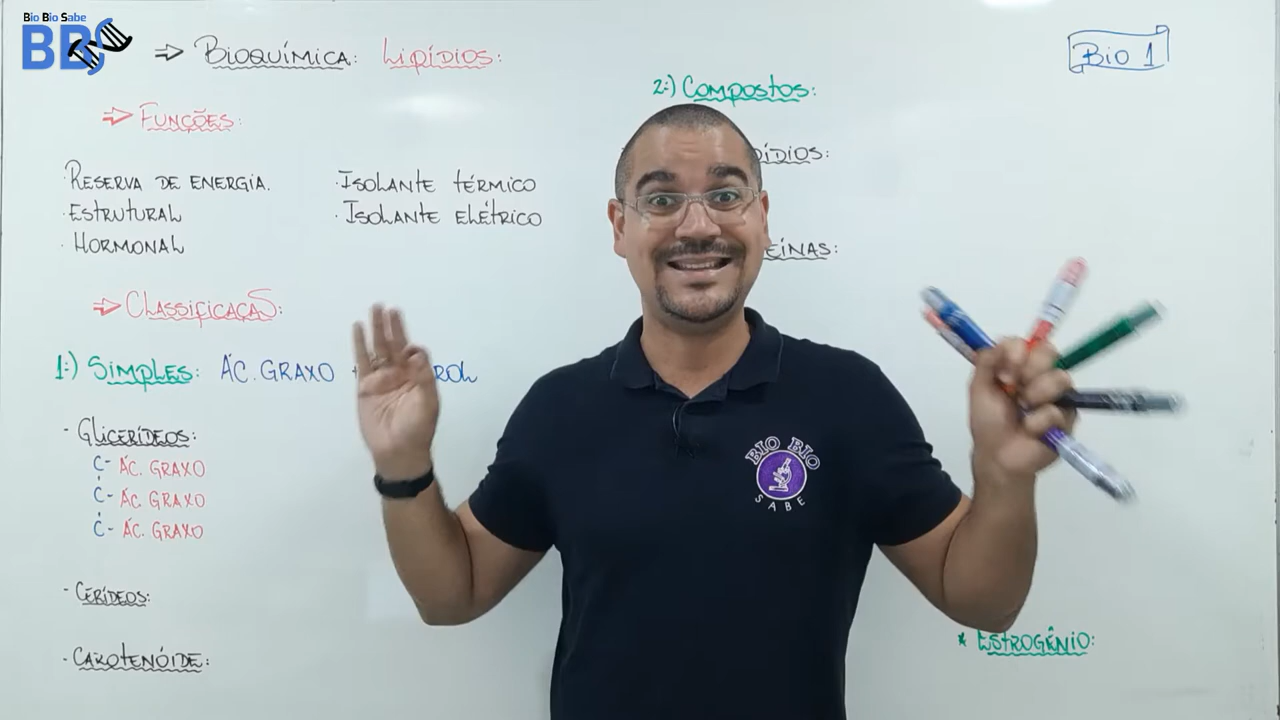 Bio Bio Sabe
BBS
⇒ BIOQUÍMICA: LIPÍDIOS:
Bio 1
⇒ FUNÇÕES:
RESERVA DE ENERGIA.
· ESTRUTURAL
· HORMONAL
· ISOLANTE TÉRMICO
· ISOLANTE ELÉTRICO
⇒ CLASSIFICAÇAS:
1:) SIMPLES: ÁC. GRAXO
- GLICERÍDEOS:
C- ÁC. GRAXO
C- ÁC. GRAXO
C- ÁC. GRAXO
- CERÍDEOS:
- CAROTENÓIDE:
2:) COMPOSTOS:
* ESTROGÊNIO:
BIO BIO
SABE